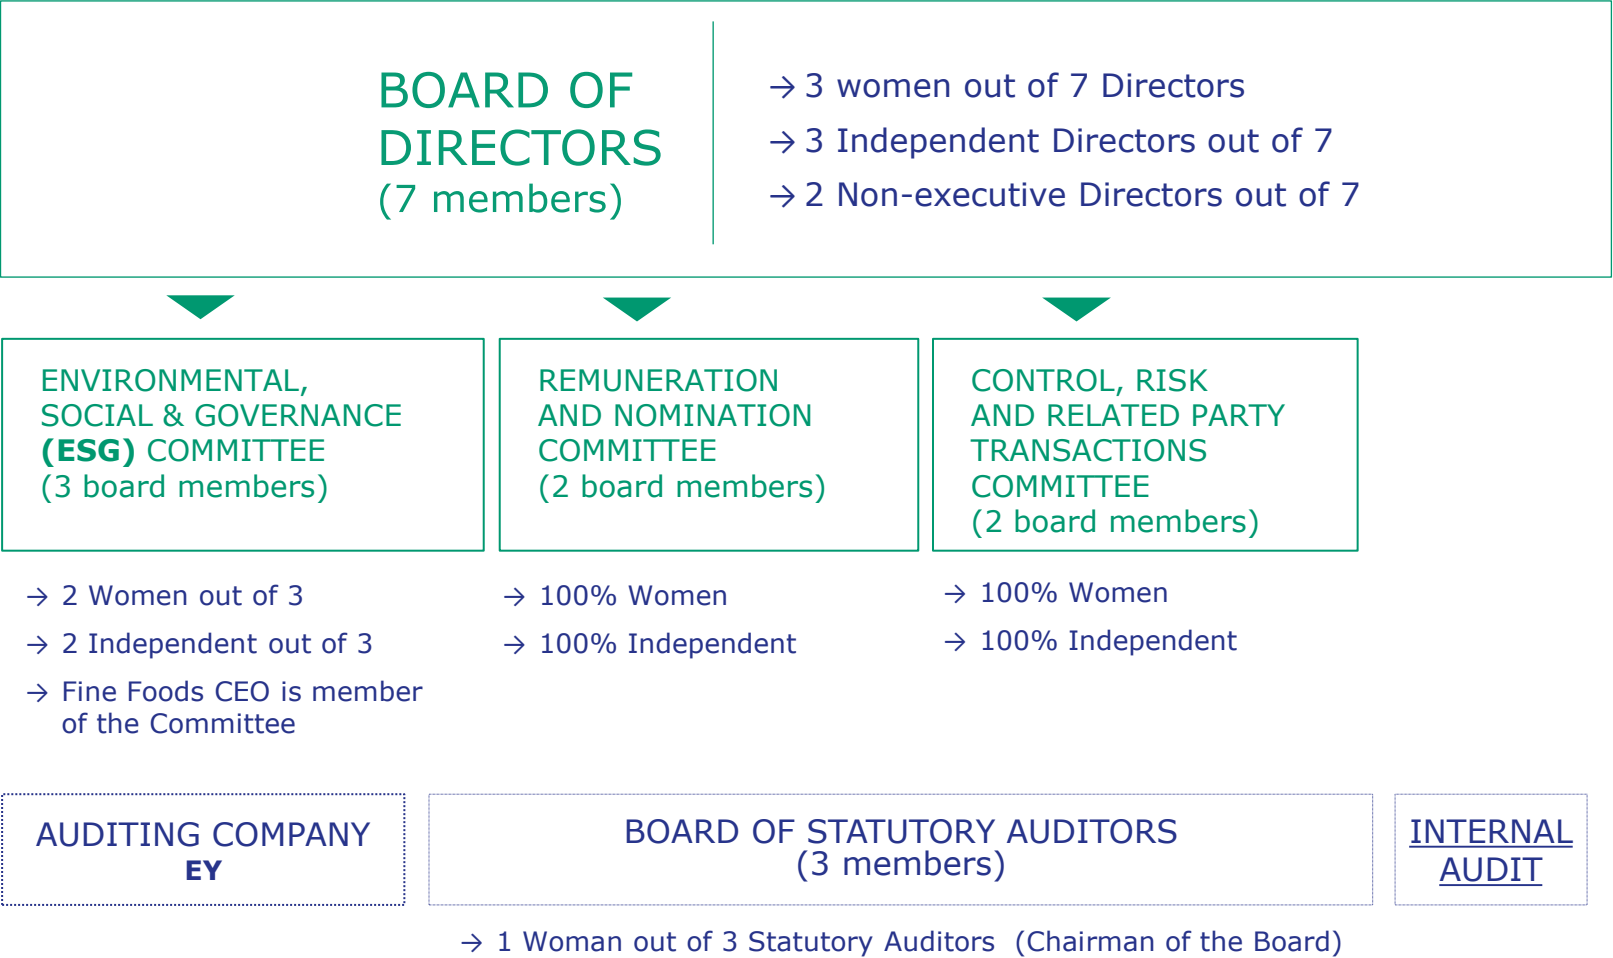 BOARD OF
DIRECTORS
(7 members)
→ 3 women out of 7 Directors
→ 3 Independent Directors out of 7
→ 2 Non-executive Directors out of 7
ENVIRONMENTAL,
SOCIAL & GOVERNANCE
(ESG) COMMITTEE
(3 board members)
→ 2 Women out of 3
→ 2 Independent out of 3
→ Fine Foods CEO is member
of the Committee
REMUNERATION
AND NOMINATION
COMMITTEE
(2 board members)
→ 100% Women
→ 100% Independent
CONTROL, RISK
AND RELATED PARTY
TRANSACTIONS
COMMITTEE
(2 board members)
→ 100% Women
→ 100% Independent
AUDITING COMPANY
EY
BOARD OF STATUTORY AUDITORS
(3 members)
→ 1 Woman out of 3 Statutory Auditors (Chairman of the Board)
INTERNAL
AUDIT